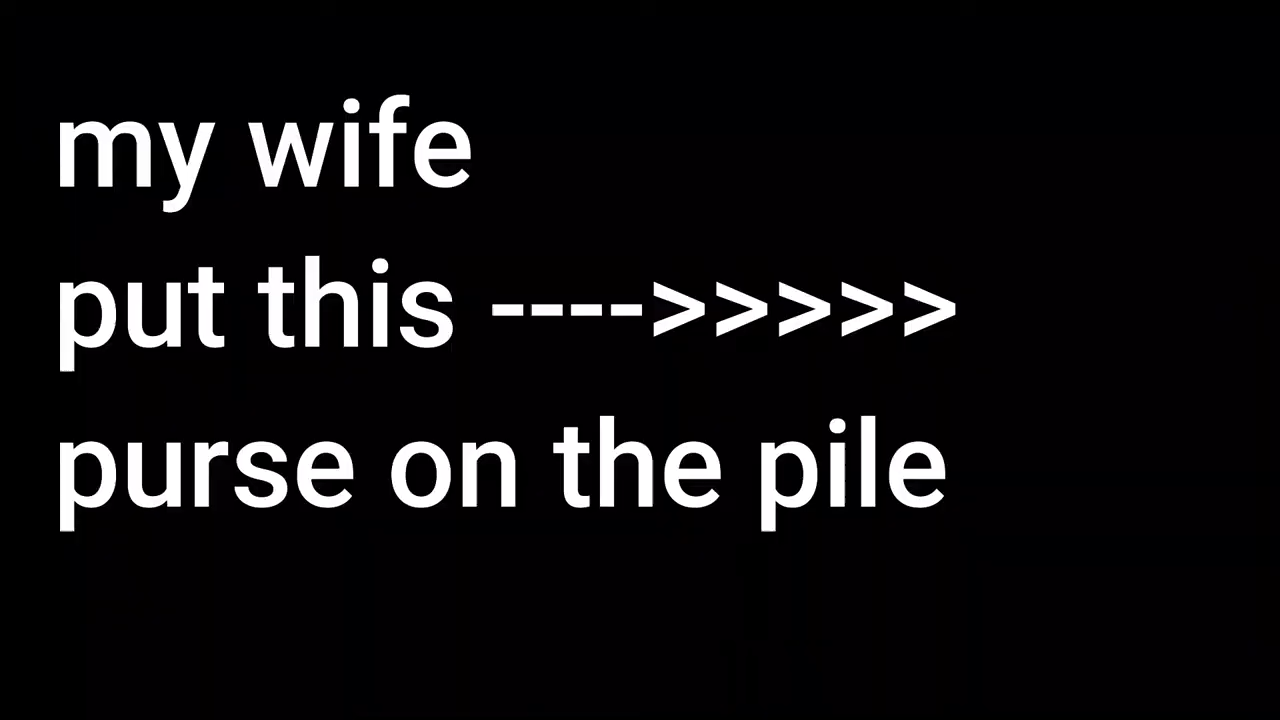 my wife
put this ---->>>>>
purse on the pile